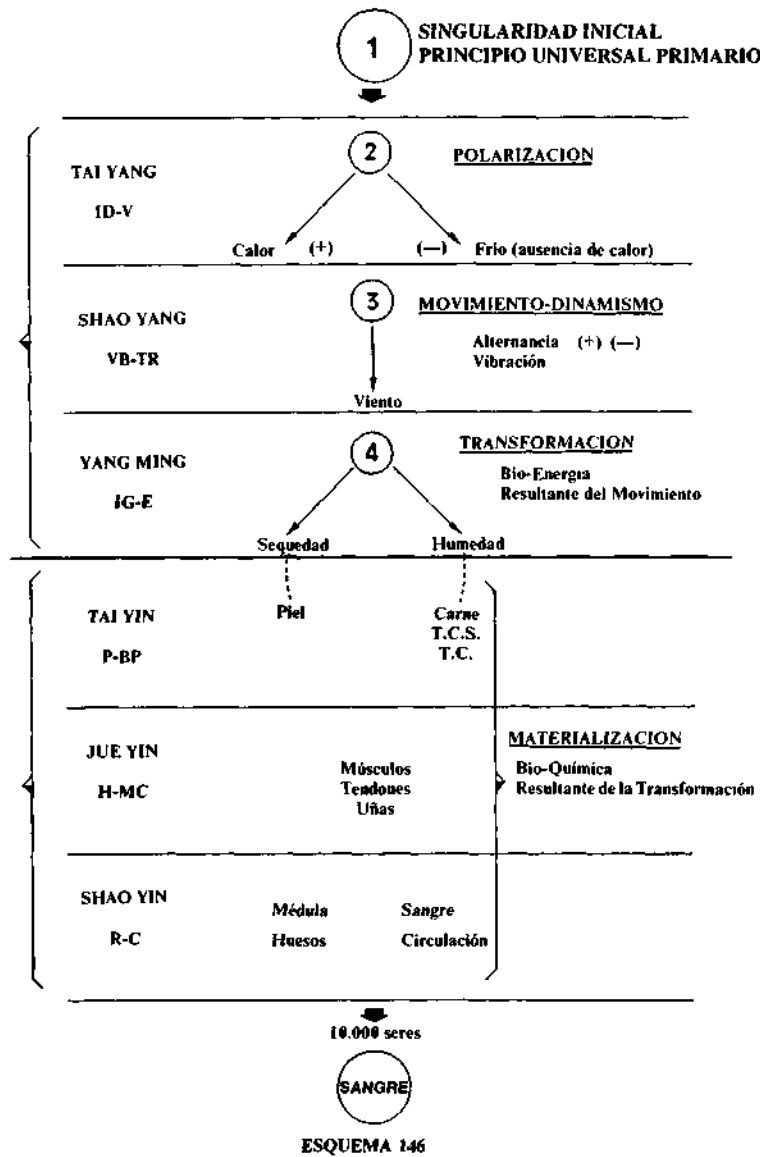 1
SINGULARIDAD INICIAL
PRINCIPIO UNIVERSAL PRIMARIO
TAI YANG
ID-V
2
POLARIZACION
Calor (+) (—) Frio (ausencia de calor)
SHAO YANG
VB-TR
3
MOVIMIENTO-DINAMISMO
Alternancia (+) (—)
Vibración
Viento
YANG MING
IG-E
4
TRANSFORMACION
Bio-Energia
Resultante del Movimiento
Sequedad Humedad
TAI YIN
P-BP
Piel
Carne
T.C.S.
T.C.
JUE YIN
H-MC
Músculos
Tendones
Uñas
MATERIALIZACION
Bio-Química
Resultante de la Transformación
SHAO YIN
R-C
Médula Sangre
Huesos Circulación
10.000 seres
SANGRE
ESQUEMA 146